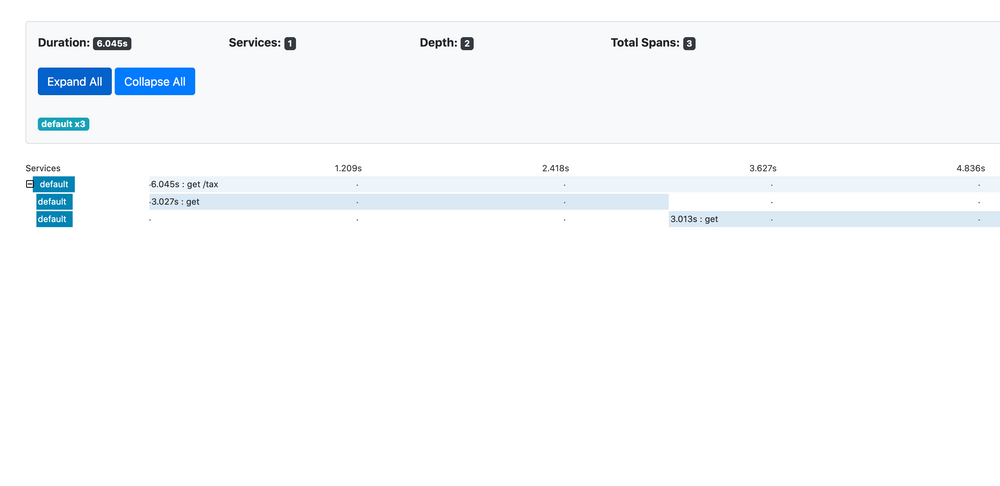 Duration: 6.045s Services: 1 Depth: 2 Total Spans: 3
Expand All Collapse All
default x3
Services 1.209s 2.418s 3.627s 4.836s
default 6.045s : get /tax
default 3.027s : get
default 3.013s : get